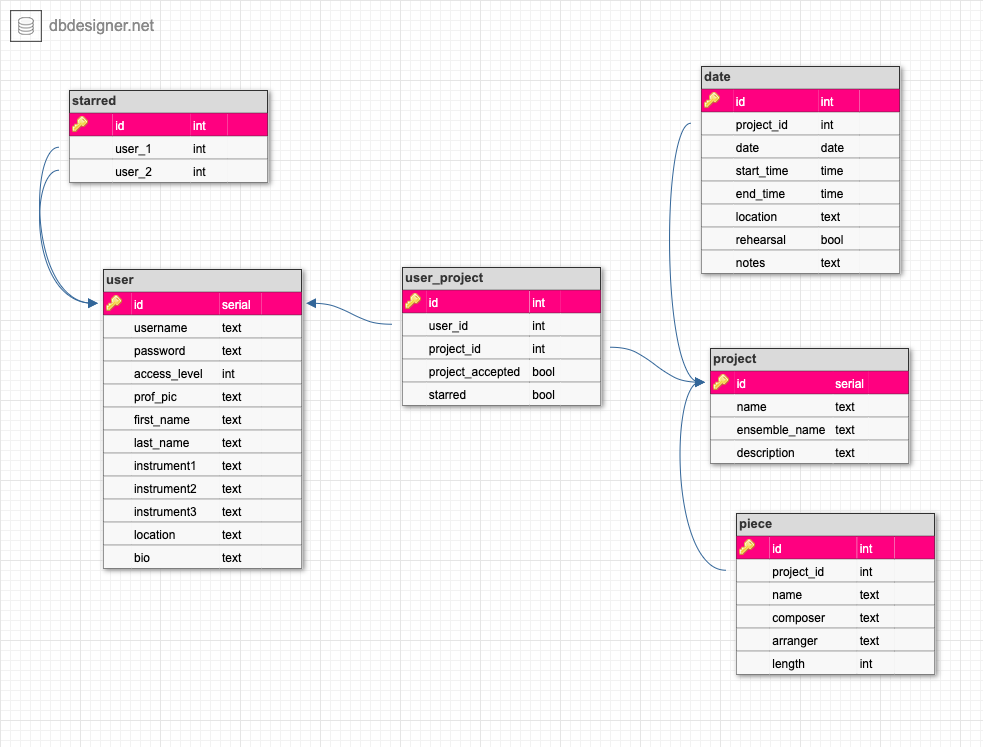 dbdesigner.net
starred
id int
user_1 int
user_2 int
user
id serial
username text
password text
access_level int
prof_pic text
first_name text
last_name text
instrument1 text
instrument2 text
instrument3 text
location text
bio text
user_project
id int
user_id int
project_id int
project_accepted bool
starred bool
date
id int
project_id int
date date
start_time time
end_time time
location text
rehearsal bool
notes text
project
id serial
name text
ensemble_name text
description text
piece
id int
project_id int
name text
composer text
arranger text
length int